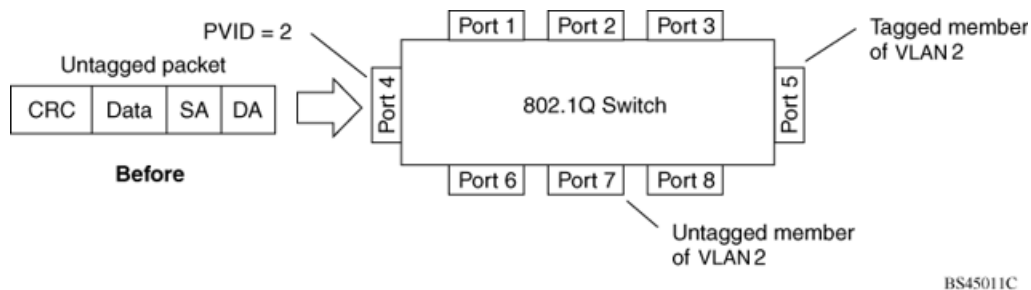 PVID = 2
Port 1
Port 2
Port 3
Tagged member
of VLAN 2
Untagged packet
CRC
Data
SA
DA
Port 4
802.1Q Switch
Port 5
Before
Port 6
Port 7
Port 8
Untagged member
of VLAN 2
BS45011C